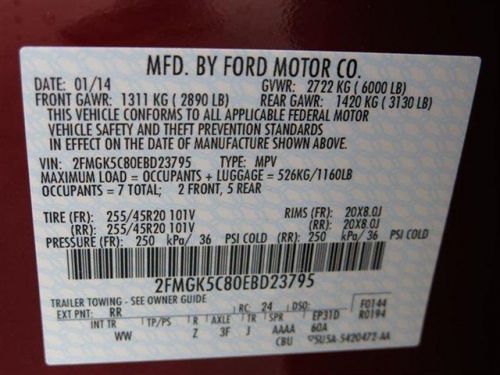 MFD. BY FORD MOTOR CO.
DATE: 01/14 GVWR: 2722 KG ( 6000 LB)
FRONT GAWR: 1311 KG ( 2890 LB) REAR GAWR: 1420 KG ( 3130 LB)
THIS VEHICLE CONFORMS TO ALL APPLICABLE FEDERAL MOTOR
VEHICLE SAFETY AND THEFT PREVENTION STANDARDS
IN EFFECT ON THE DATE OF MANUFACTURE SHOWN ABOVE.
VIN: 2FMGK5C80EBD23795 TYPE: MPV
MAXIMUM LOAD = OCCUPANTS + LUGGAGE = 526KG/1160LB
OCCUPANTS = 7 TOTAL; 2 FRONT, 5 REAR
TIRE (FR): 255/45R20 101V RIMS (FR): 20X8.0J
(RR): 255/45R20 101V (RR): 20X8.0J
PRESSURE (FR): 250 kPa/ 36 PSI COLD (RR): 250 kPa/ 36 PSI COLD
2FMGK5C80EBD23795
TRAILER TOWING - SEE OWNER GUIDE
EXT PNT: RR RC: 24 DSO: F0144
INT TR TP/PS R AXLE TR SPR EP31D R0194
WW Z 3F J AAAA 60A
CBU 5U5A-5420472-AA